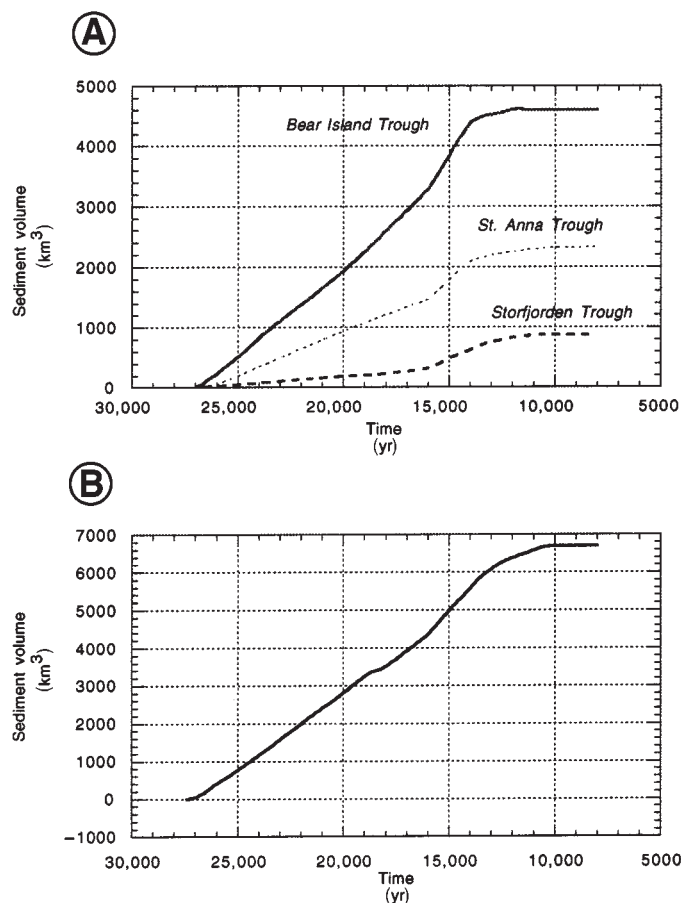 A
5000
4000
3000
2000
1000
0
Sediment volume
(km³)
Bear Island Trough
St. Anna Trough
Storfjorden Trough
30,000 25,000 20,000 15,000 10,000 5000
Time
(yr)
B
7000
6000
5000
4000
3000
2000
1000
0
−1000
Sediment volume
(km³)
30,000 25,000 20,000 15,000 10,000 5000
Time
(yr)